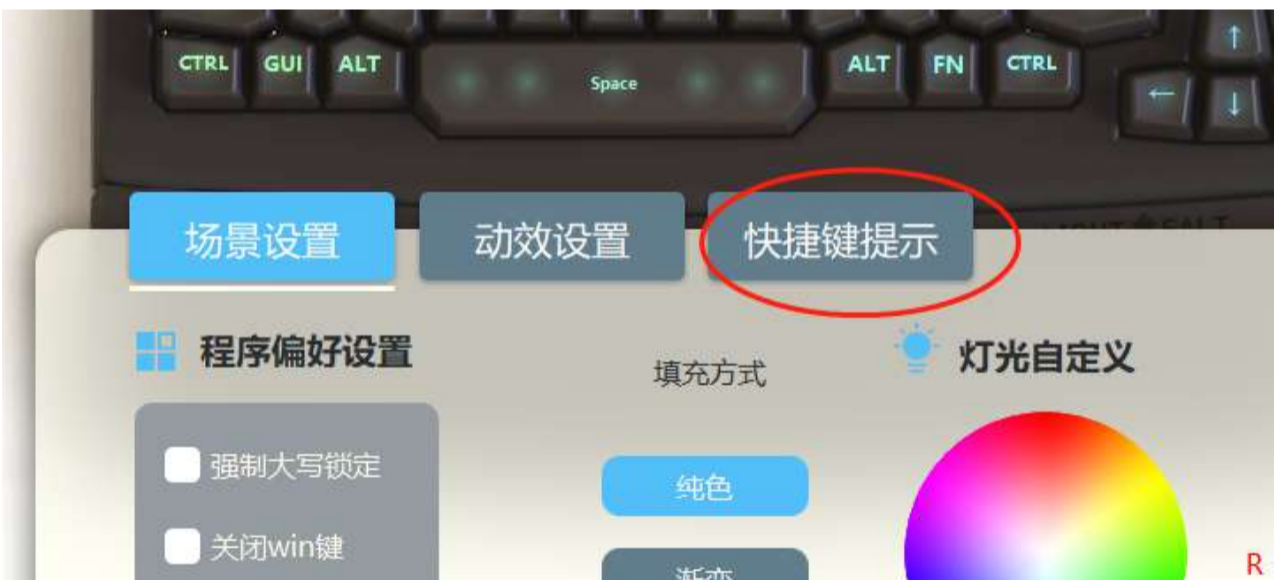 CTRL GUI ALT Space ALT FN CTRL ↑
← ↓
场景设置 动效设置 快捷键提示
程序偏好设置 填充方式 灯光自定义
强制大写锁定 纯色
关闭win键
渐变
R